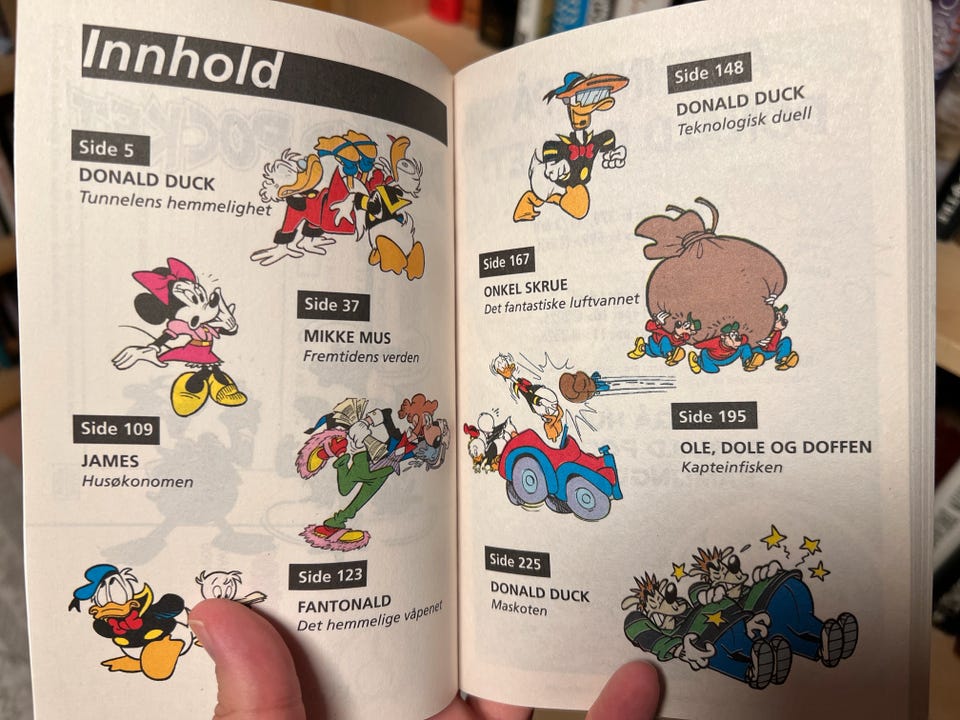 Innhold
Side 5
DONALD DUCK
Tunnelens hemmelighet
Side 37
MIKKE MUS
Fremtidens verden
Side 109
JAMES
Husøkonomen
Side 123
FANTONALD
Det hemmelige våpenet
Side 148
DONALD DUCK
Teknologisk duell
Side 167
ONKEL SKRUE
Det fantastiske luftvannet
Side 195
OLE, DOLE OG DOFFEN
Kapteinfisken
Side 225
DONALD DUCK
Maskoten